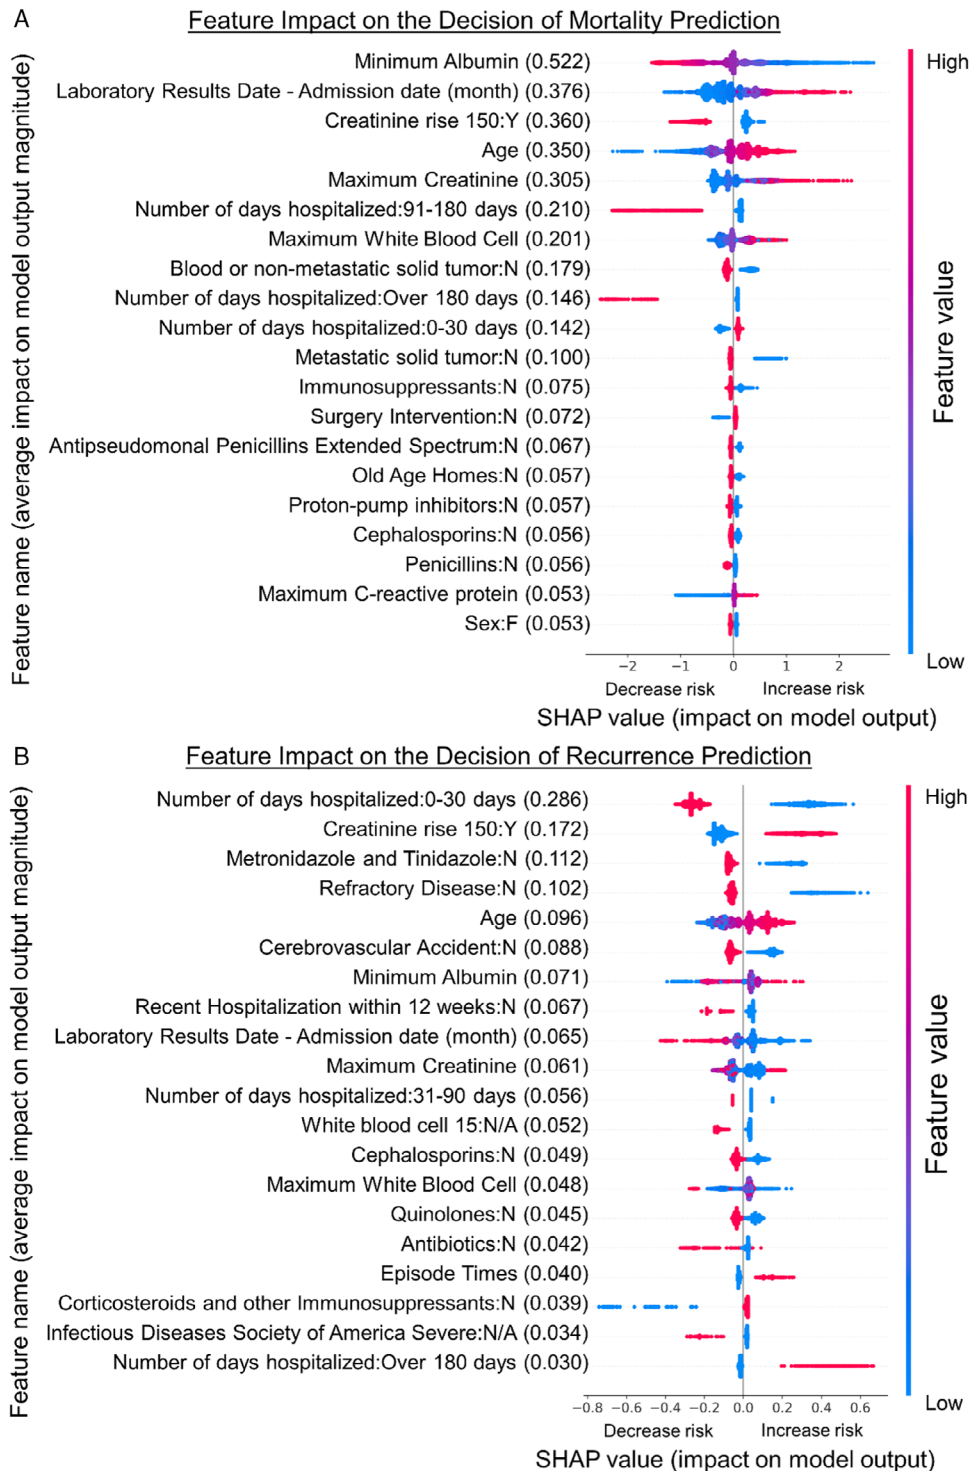 A
Feature Impact on the Decision of Mortality Prediction
Feature name (average impact on model output magnitude)
Minimum Albumin (0.522)
Laboratory Results Date - Admission date (month) (0.376)
Creatinine rise 150:Y (0.360)
Age (0.350)
Maximum Creatinine (0.305)
Number of days hospitalized:91-180 days (0.210)
Maximum White Blood Cell (0.201)
Blood or non-metastatic solid tumor:N (0.179)
Number of days hospitalized:Over 180 days (0.146)
Number of days hospitalized:0-30 days (0.142)
Metastatic solid tumor:N (0.100)
Immunosuppressants:N (0.075)
Surgery Intervention:N (0.072)
Antipseudomonal Penicillins Extended Spectrum:N (0.067)
Old Age Homes:N (0.057)
Proton-pump inhibitors:N (0.057)
Cephalosporins:N (0.056)
Penicillins:N (0.056)
Maximum C-reactive protein (0.053)
Sex:F (0.053)
High
Feature value
Low
−2 −1 0 1 2
Decrease risk Increase risk
SHAP value (impact on model output)
B
Feature Impact on the Decision of Recurrence Prediction
Feature name (average impact on model output magnitude)
Number of days hospitalized:0-30 days (0.286)
Creatinine rise 150:Y (0.172)
Metronidazole and Tinidazole:N (0.112)
Refractory Disease:N (0.102)
Age (0.096)
Cerebrovascular Accident:N (0.088)
Minimum Albumin (0.071)
Recent Hospitalization within 12 weeks:N (0.067)
Laboratory Results Date - Admission date (month) (0.065)
Maximum Creatinine (0.061)
Number of days hospitalized:31-90 days (0.056)
White blood cell 15:N/A (0.052)
Cephalosporins:N (0.049)
Maximum White Blood Cell (0.048)
Quinolones:N (0.045)
Antibiotics:N (0.042)
Episode Times (0.040)
Corticosteroids and other Immunosuppressants:N (0.039)
Infectious Diseases Society of America Severe:N/A (0.034)
Number of days hospitalized:Over 180 days (0.030)
High
Feature value
Low
−0.8 −0.6 −0.4 −0.2 0.0 0.2 0.4 0.6
Decrease risk Increase risk
SHAP value (impact on model output)